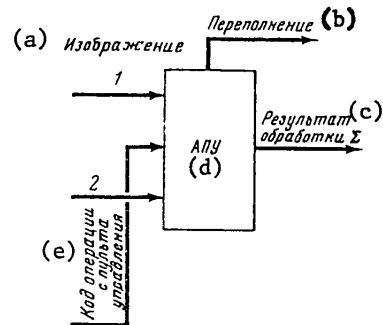 (a) Изображение
Переполнение (b)
1
Результат (c)
обработки Σ
АПУ
(d)
2
(e)
Код операции
с пульта
управления